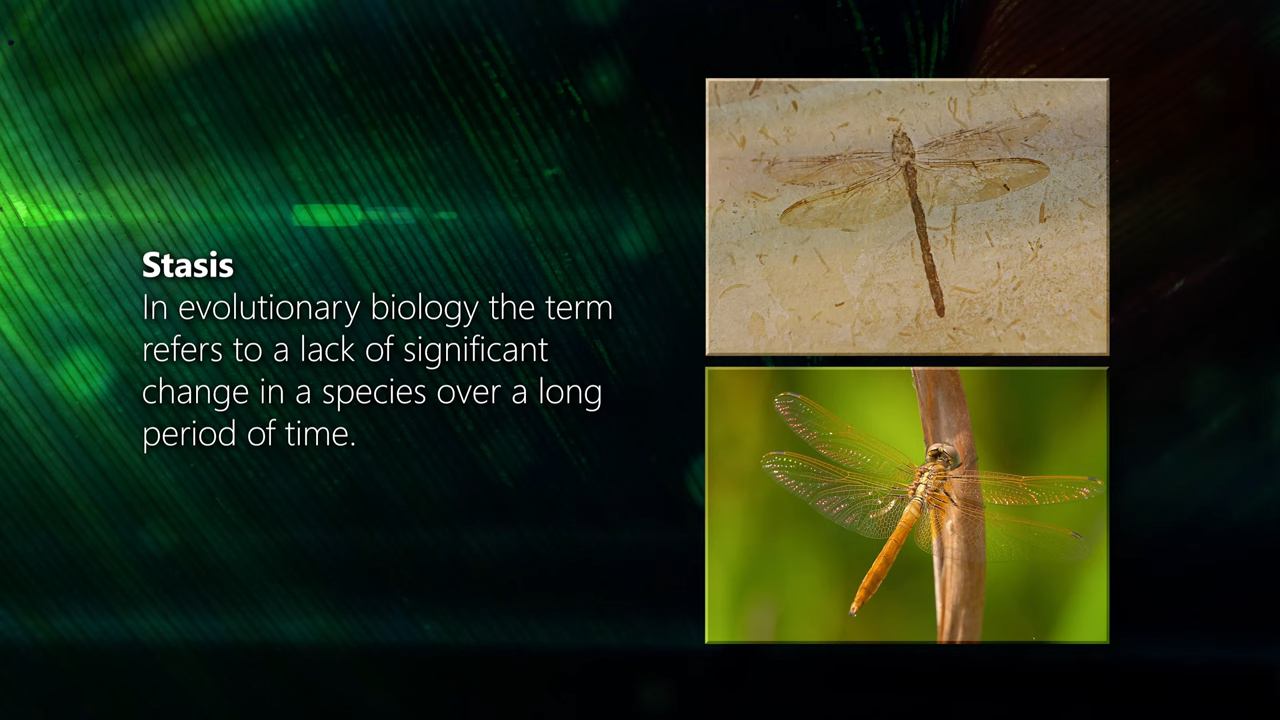 Stasis
In evolutionary biology the term
refers to a lack of significant
change in a species over a long
period of time.